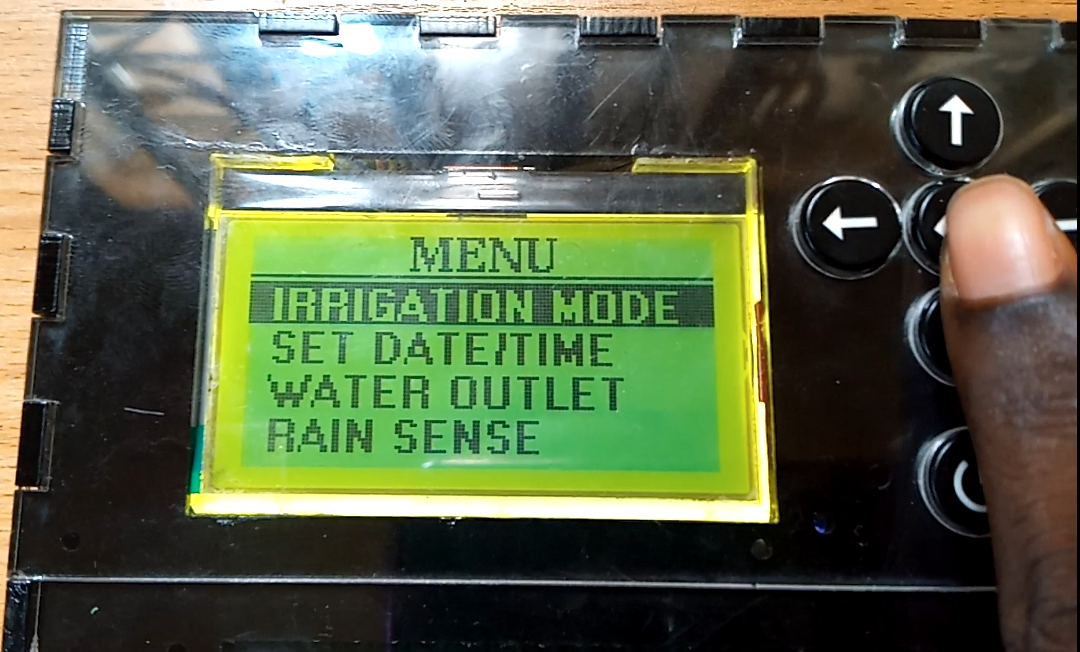 MENU
IRRIGATION MODE
SET DATE/TIME
WATER OUTLET
RAIN SENSE